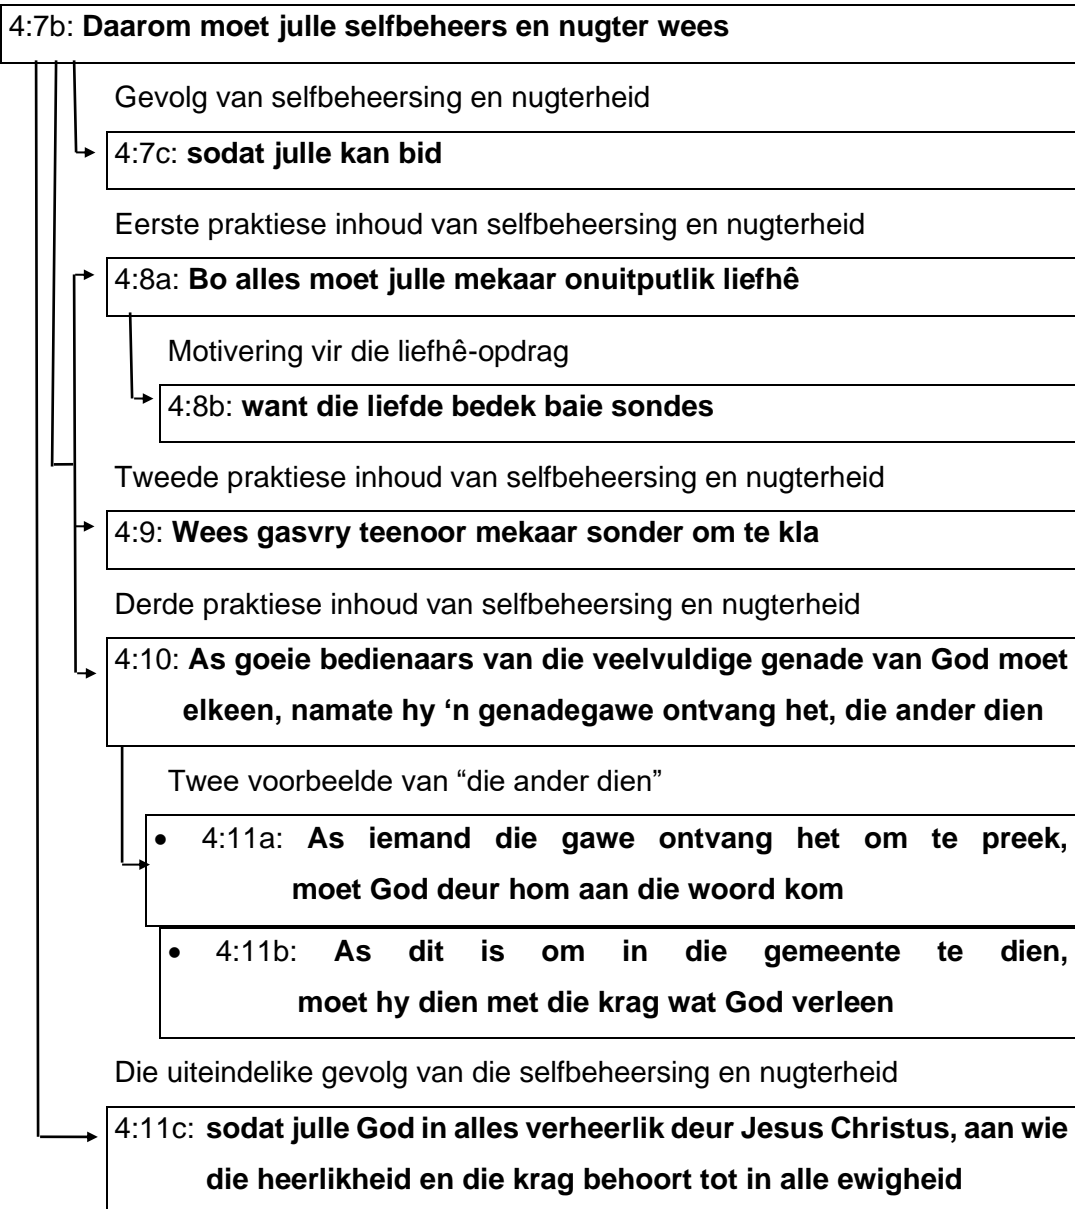 4:7b: Daarom moet julle selfbeheers en nugter wees
Gevolg van selfbeheersing en nugterheid
4:7c: sodat julle kan bid
Eerste praktiese inhoud van selfbeheersing en nugterheid
4:8a: Bo alles moet julle mekaar onuitputlik liefhê
Motivering vir die liefhê-opdrag
4:8b: want die liefde bedek baie sondes
Tweede praktiese inhoud van selfbeheersing en nugterheid
4:9: Wees gasvry teenoor mekaar sonder om te kla
Derde praktiese inhoud van selfbeheersing en nugterheid
4:10: As goeie bedienaars van die veelvuldige genade van God moet
elkeen, namate hy ‘n genadegawe ontvang het, die ander dien
Twee voorbeelde van “die ander dien”
• 4:11a: As iemand die gawe ontvang het om te preek,
moet God deur hom aan die woord kom
• 4:11b: As dit is om in die gemeente te dien,
moet hy dien met die krag wat God verleen
Die uiteindelike gevolg van die selfbeheersing en nugterheid
4:11c: sodat julle God in alles verheerlik deur Jesus Christus, aan wie
die heerlikheid en die krag behoort tot in alle ewigheid